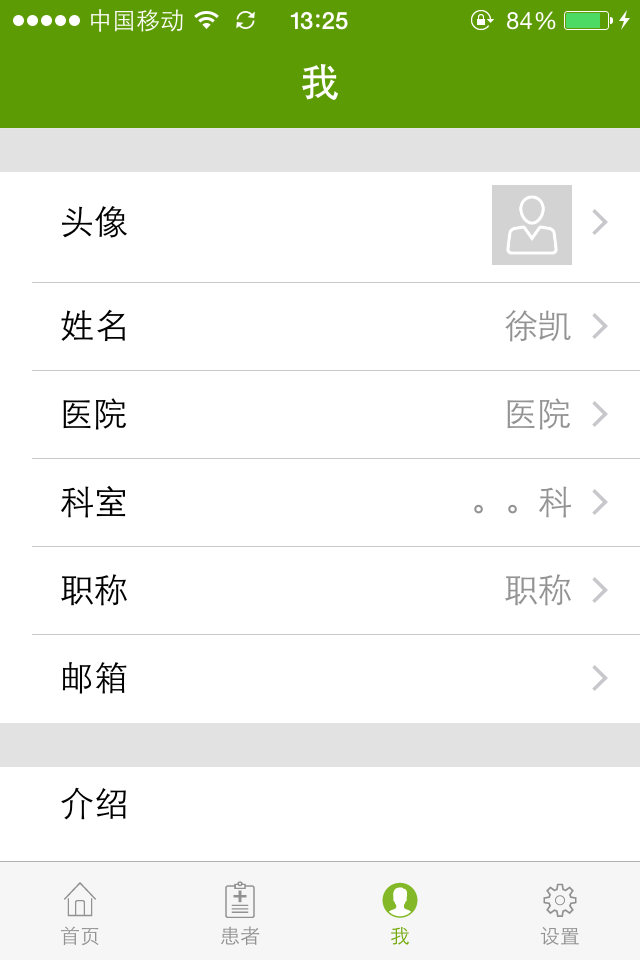 中国移动 13:25 84%
我
头像
姓名 徐凯
医院 医院
科室 。。科
职称 职称
邮箱
介绍
首页 患者 我 设置